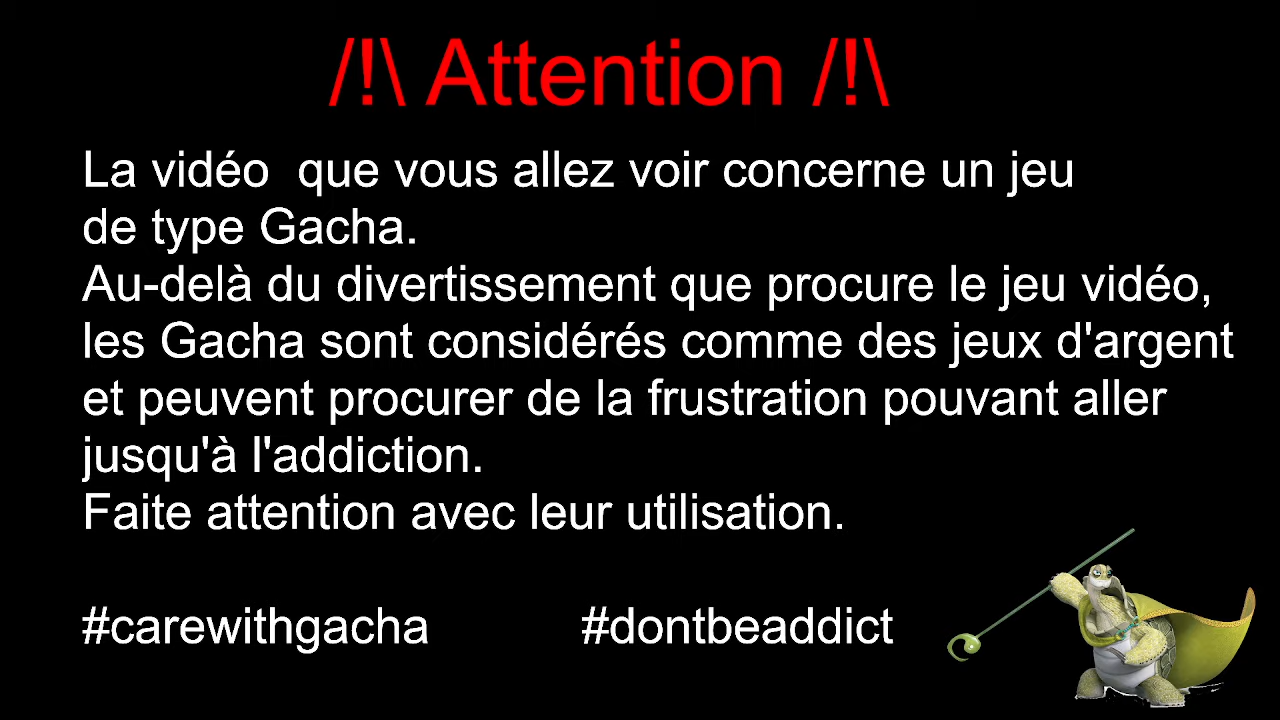 /!\ Attention /!\
La vidéo  que vous allez voir concerne un jeu
de type Gacha.
Au-delà du divertissement que procure le jeu vidéo,
les Gacha sont considérés comme des jeux d'argent
et peuvent procurer de la frustration pouvant aller
jusqu'à l'addiction.
Faite attention avec leur utilisation.
#carewithgacha #dontbeaddict